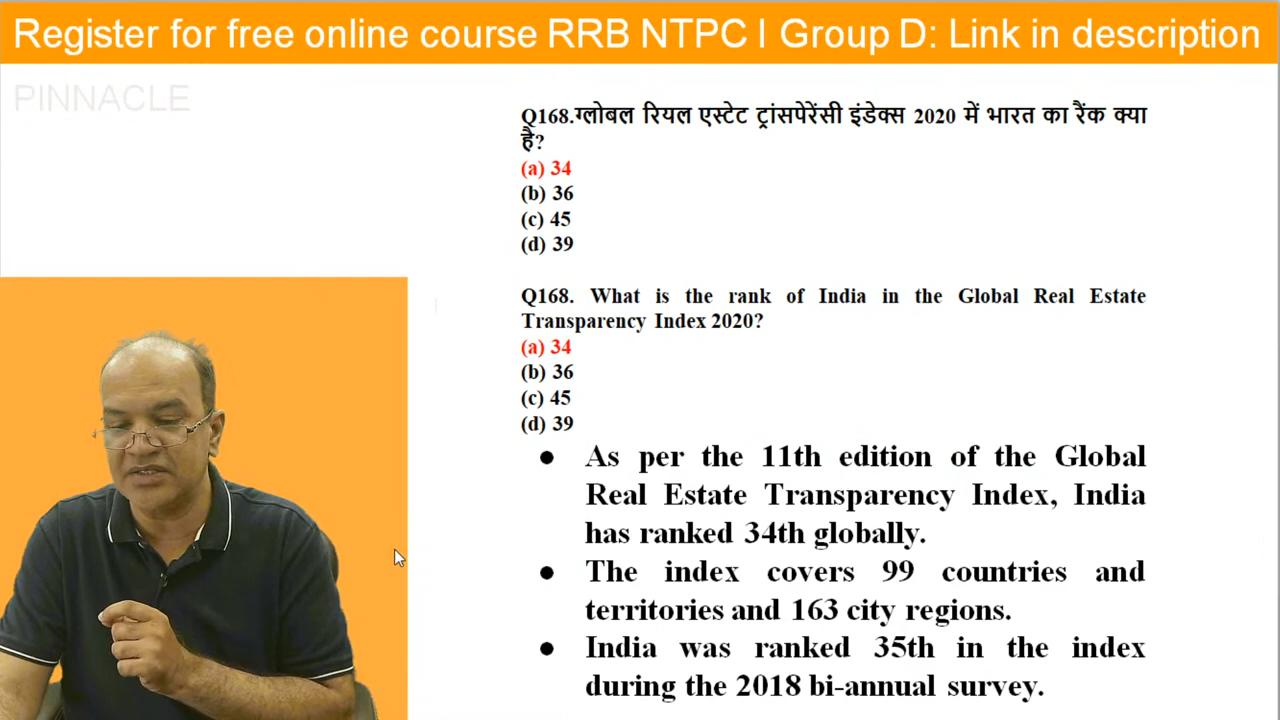 Register for free online course RRB NTPC I Group D: Link in description
PINNACLE
Q168.ग्लोबल रियल एस्टेट ट्रांसपेरेंसी इंडेक्स 2020 में भारत का रैंक क्या
है?
(a) 34
(b) 36
(c) 45
(d) 39
Q168. What is the rank of India in the Global Real Estate
Transparency Index 2020?
(a) 34
(b) 36
(c) 45
(d) 39
● As per the 11th edition of the Global
Real Estate Transparency Index, India
has ranked 34th globally.
● The index covers 99 countries and
territories and 163 city regions.
● India was ranked 35th in the index
during the 2018 bi-annual survey.